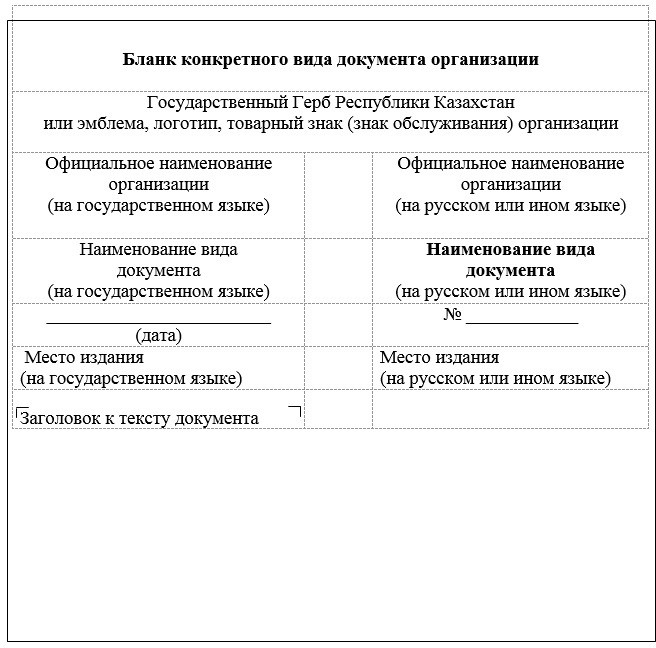 Бланк конкретного вида документа организации
Государственный Герб Республики Казахстан
или эмблема, логотип, товарный знак (знак обслуживания) организации
Официальное наименование
организации
(на государственном языке)
Официальное наименование
организации
(на русском или ином языке)
Наименование вида
документа
(на государственном языке)
Наименование вида
документа
(на русском или ином языке)
_________________________
(дата)
№ ____________
Место издания
(на государственном языке)
Место издания
(на русском или ином языке)
Заголовок к тексту документа